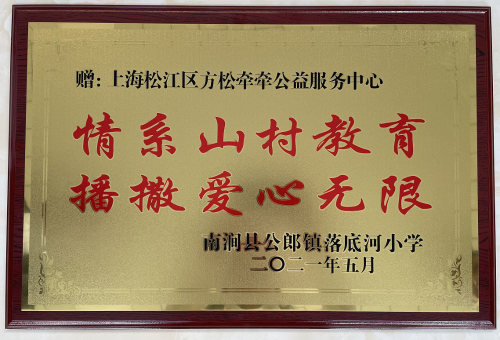 赠:上海松江区方松牵牵公益服务中心
情系山村教育
播撒爱心无限
南涧县公郎镇落底河小学
二〇二一年五月